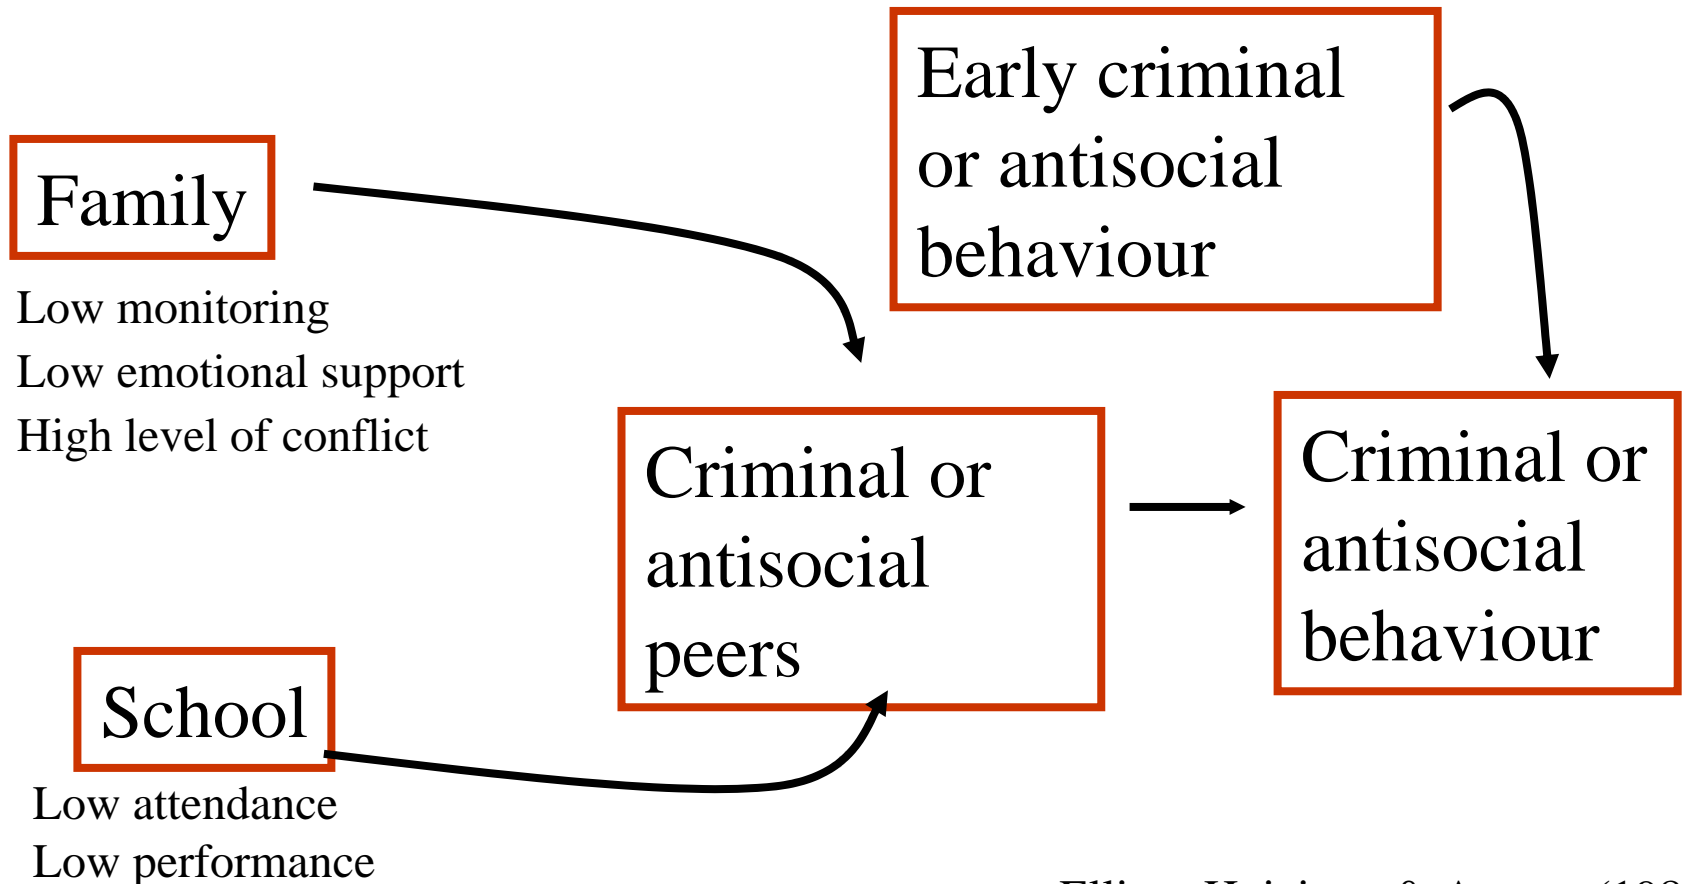 Early criminal
or antisocial
behaviour
Family
Low monitoring
Low emotional support
High level of conflict
Criminal or
antisocial
peers
Criminal or
antisocial
behaviour
School
Low attendance
Low performance